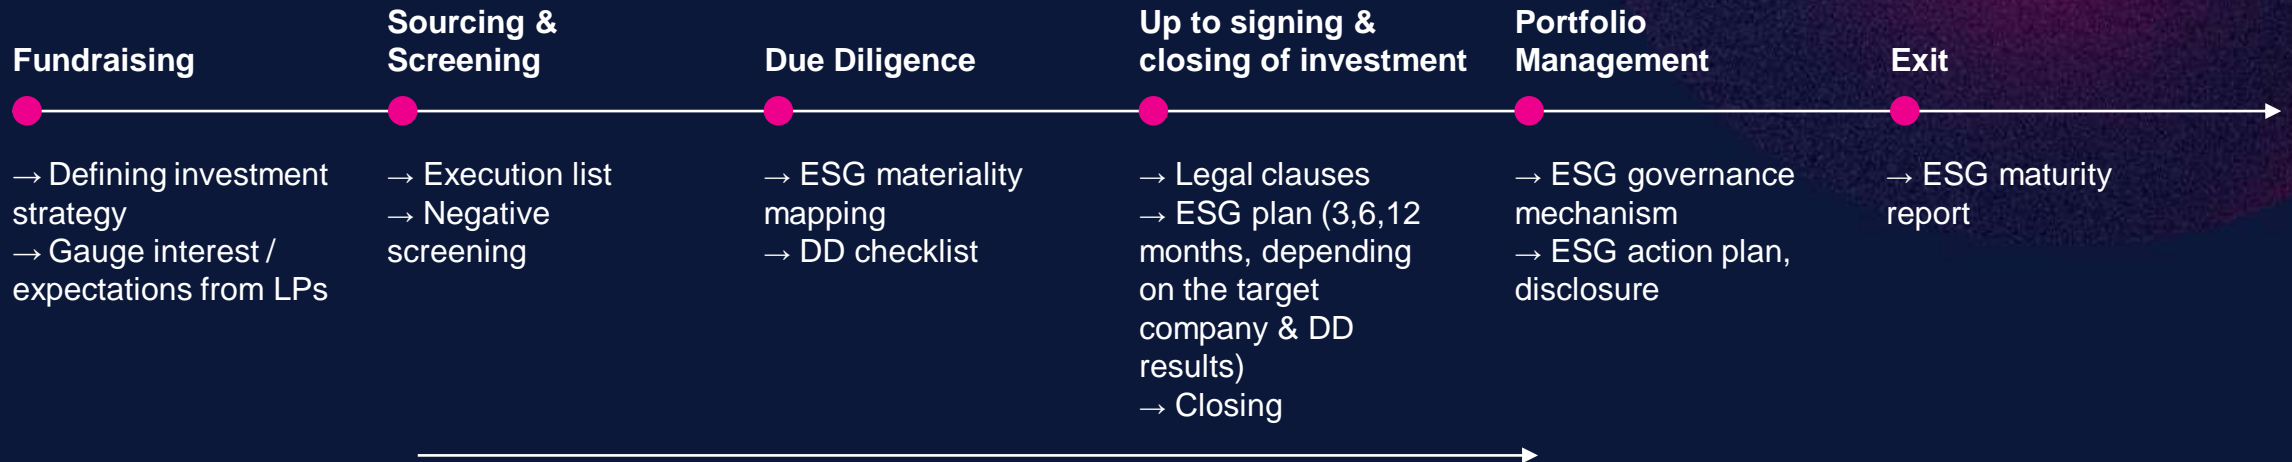 Fundraising
→ Defining investment
strategy
→ Gauge interest /
expectations from LPs
Sourcing &
Screening
→ Execution list
→ Negative
screening
Due Diligence
→ ESG materiality
mapping
→ DD checklist
Up to signing &
closing of investment
→ Legal clauses
→ ESG plan (3,6,12
months, depending
on the target
company & DD
results)
→ Closing
Portfolio
Management
→ ESG governance
mechanism
→ ESG action plan,
disclosure
Exit
→ ESG maturity
report